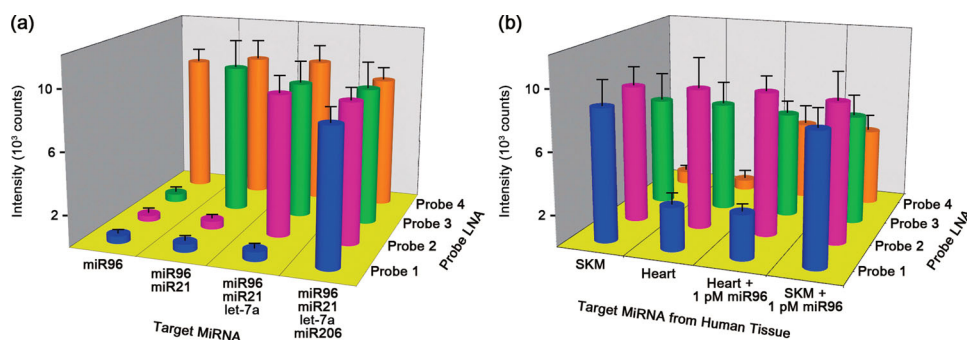 (a)
Intensity (10³ counts)
10
6
2
miR96
miR96
miR21
miR96
miR21
let-7a
miR96
miR21
let-7a
miR206
Target MiRNA
Probe 1
Probe 2
Probe 3
Probe 4
Probe LNA
(b)
Intensity (10³ counts)
10
6
2
SKM
Heart
Heart +
1 pM miR96
SKM +
1 pM miR96
Target MiRNA from Human Tissue
Probe 1
Probe 2
Probe 3
Probe 4
Probe LNA